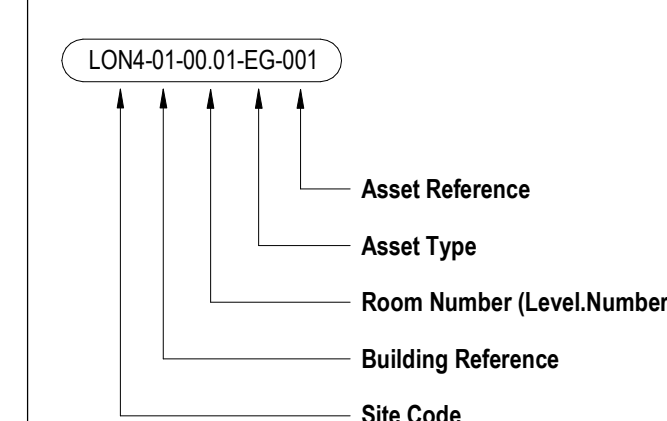 LON4-01-00.01-EG-001
Asset Reference
Asset Type
Room Number (Level.Number
Building Reference
Site Code